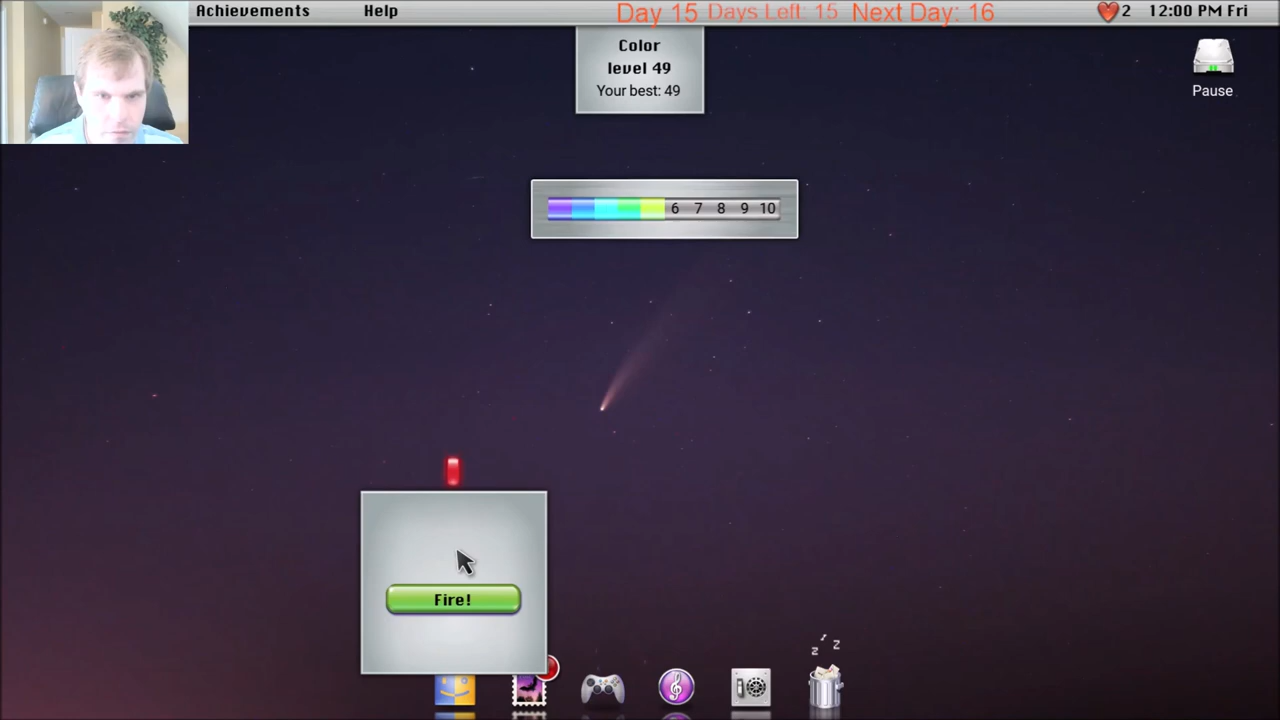 Achievements Help Day 15 Days Left: 15 Next Day: 16 2 12:00 PM Fri
Color
level 49
Your best: 49
Pause
6 7 8 9 10
Fire!
z z